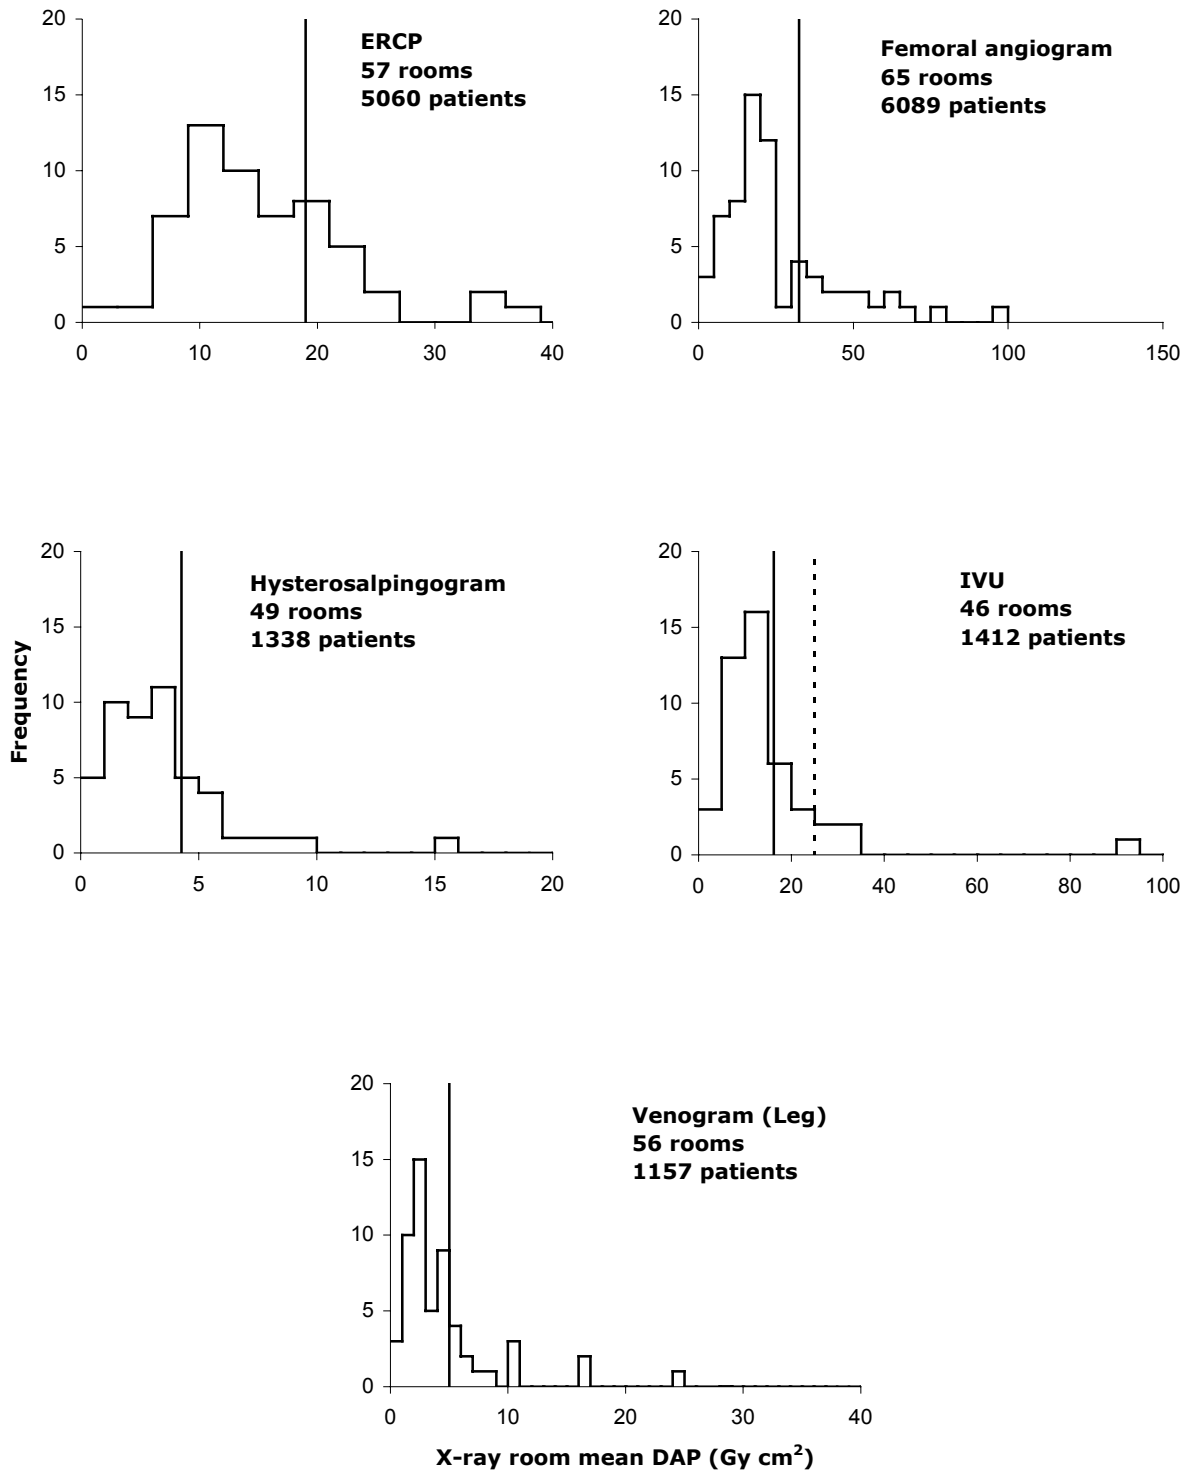 20
15
10
5
0
0 10 20 30 40
ERCP
57 rooms
5060 patients
20
15
10
5
0
0 50 100 150
Femoral angiogram
65 rooms
6089 patients
Frequency
20
15
10
5
0
0 5 10 15 20
Hysterosalpingogram
49 rooms
1338 patients
20
15
10
5
0
0 20 40 60 80 100
IVU
46 rooms
1412 patients
20
15
10
5
0
0 10 20 30 40
Venogram (Leg)
56 rooms
1157 patients
X-ray room mean DAP (Gy cm²)